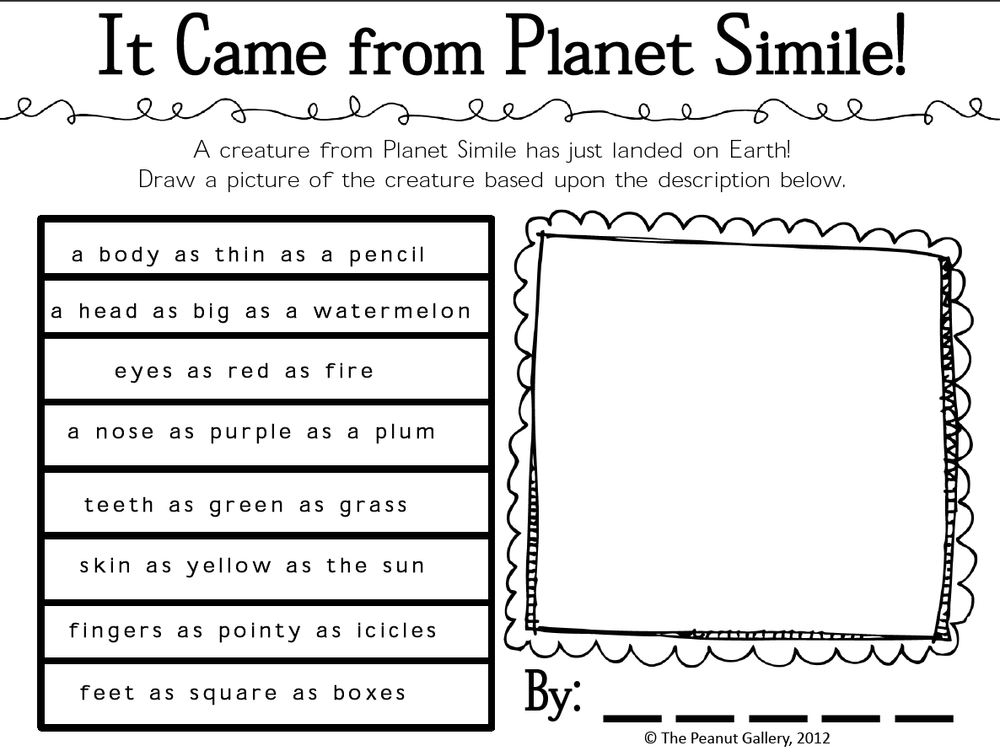 It Came from Planet Simile!
A creature from Planet Simile has just landed on Earth!
Draw a picture of the creature based upon the description below.
a body as thin as a pencil
a head as big as a watermelon
eyes as red as fire
a nose as purple as a plum
teeth as green as grass
skin as yellow as the sun
fingers as pointy as icicles
feet as square as boxes
By: _ _ _ _ _
© The Peanut Gallery, 2012